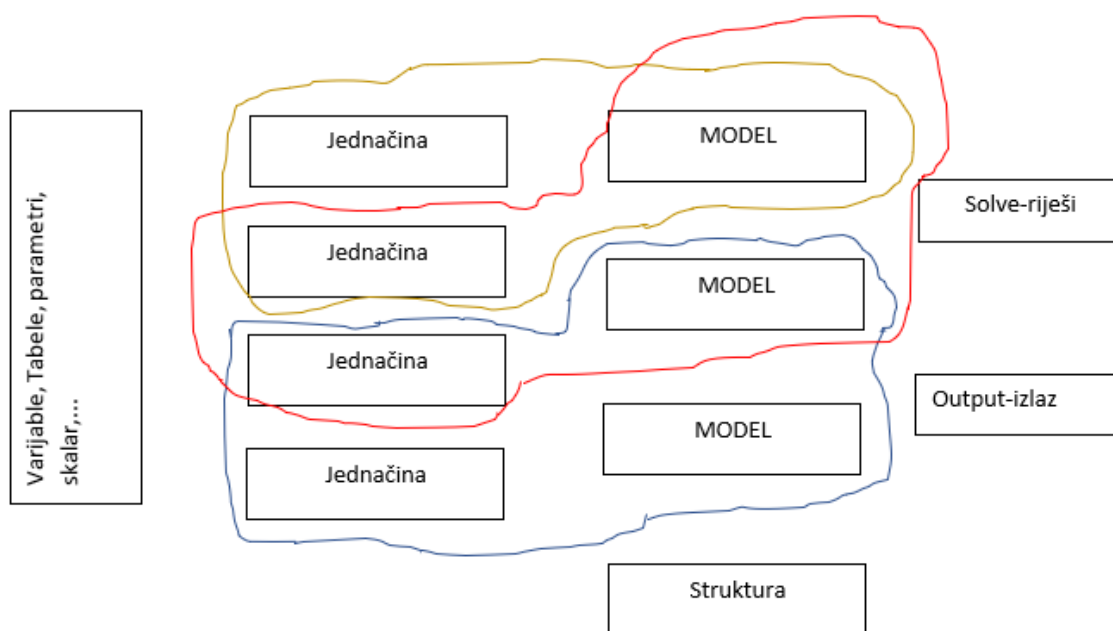 Varijable, Tabele, parametri,
skalar,...
Jednačina
MODEL
Jednačina
Solve-riješi
MODEL
Jednačina
Output-izlaz
MODEL
Jednačina
Struktura